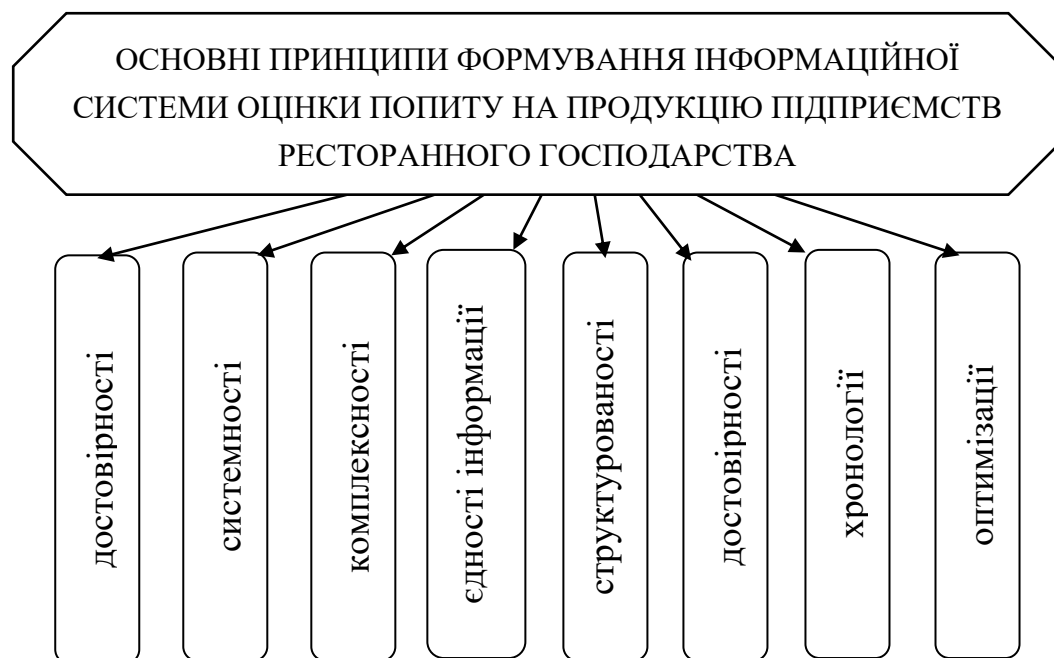 ОСНОВНІ ПРИНЦИПИ ФОРМУВАННЯ ІНФОРМАЦІЙНОЇ
СИСТЕМИ ОЦІНКИ ПОПИТУ НА ПРОДУКЦІЮ ПІДПРИЄМСТВ
РЕСТОРАННОГО ГОСПОДАРСТВА
достовірності
системності
комплексності
єдності інформації
структурованості
достовірності
хронології
оптимізації